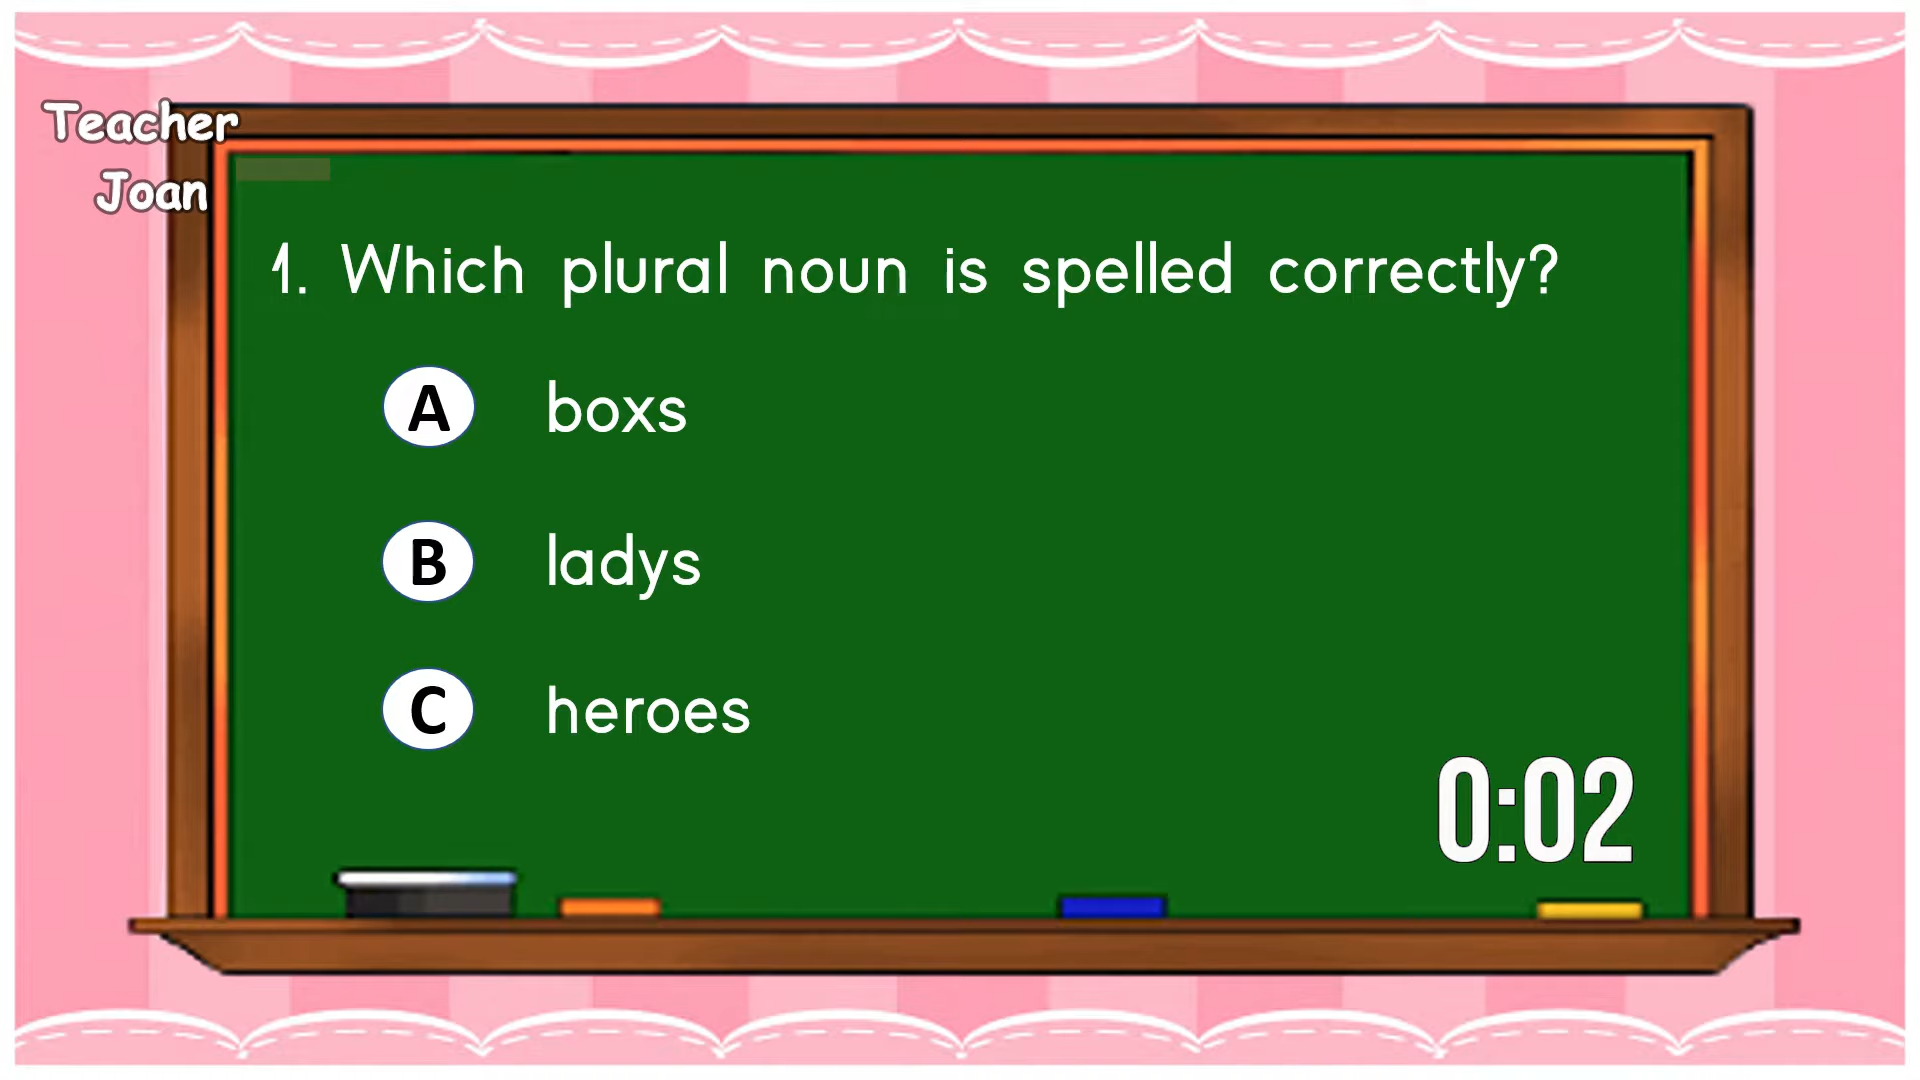 Teacher
Joan
1. Which plural noun is spelled correctly?
A boxs
B ladys
C heroes
0:02